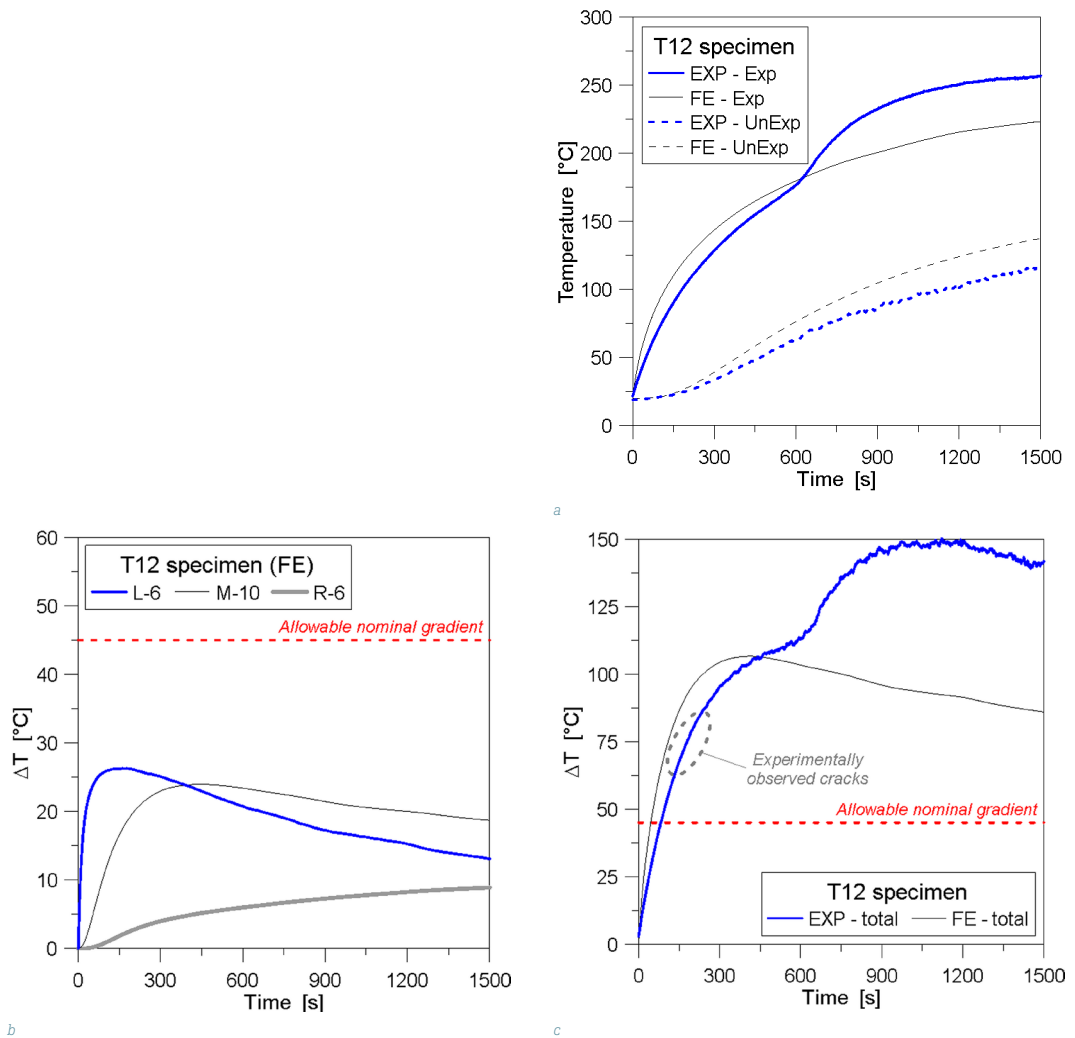 300
250
200
150
100
50
0
Temperature [°C]
T12 specimen
EXP - Exp
FE - Exp
EXP - UnExp
FE - UnExp
0 300 600 900 1200 1500
Time [s]
a
60
50
40
30
20
10
0
ΔT [°C]
T12 specimen (FE)
L-6 M-10 R-6
Allowable nominal gradient
0 300 600 900 1200 1500
Time [s]
b
150
125
100
75
50
25
0
ΔT [°C]
Experimentally
observed cracks
Allowable nominal gradient
T12 specimen
EXP - total FE - total
0 300 600 900 1200 1500
Time [s]
c